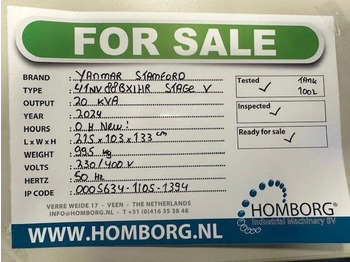 FOR SALE
BRAND : YANMAR STAMFORD
TYPE : 4TNV88BX1HR STAGE V
OUTPUT : 20 KVA
YEAR : 2024
HOURS : 0 H New!
L x W x H : 215 x 103 x 133 cm
WEIGHT : 995 kg
VOLTS : 230/400 V
HERTZ : 50 Hz
IP CODE : 0005634-1105-1394
Tested ✓ TANK 100L
Inspected ✓
Ready for sale ✓
VERRE WEIDE 17 - VEEN - THE NETHERLANDS
INFO@HOMBORG.NL - T +31 (0)416 35 38 48
WWW.HOMBORG.NL
HOMBORG®
Industrial Machinery BV